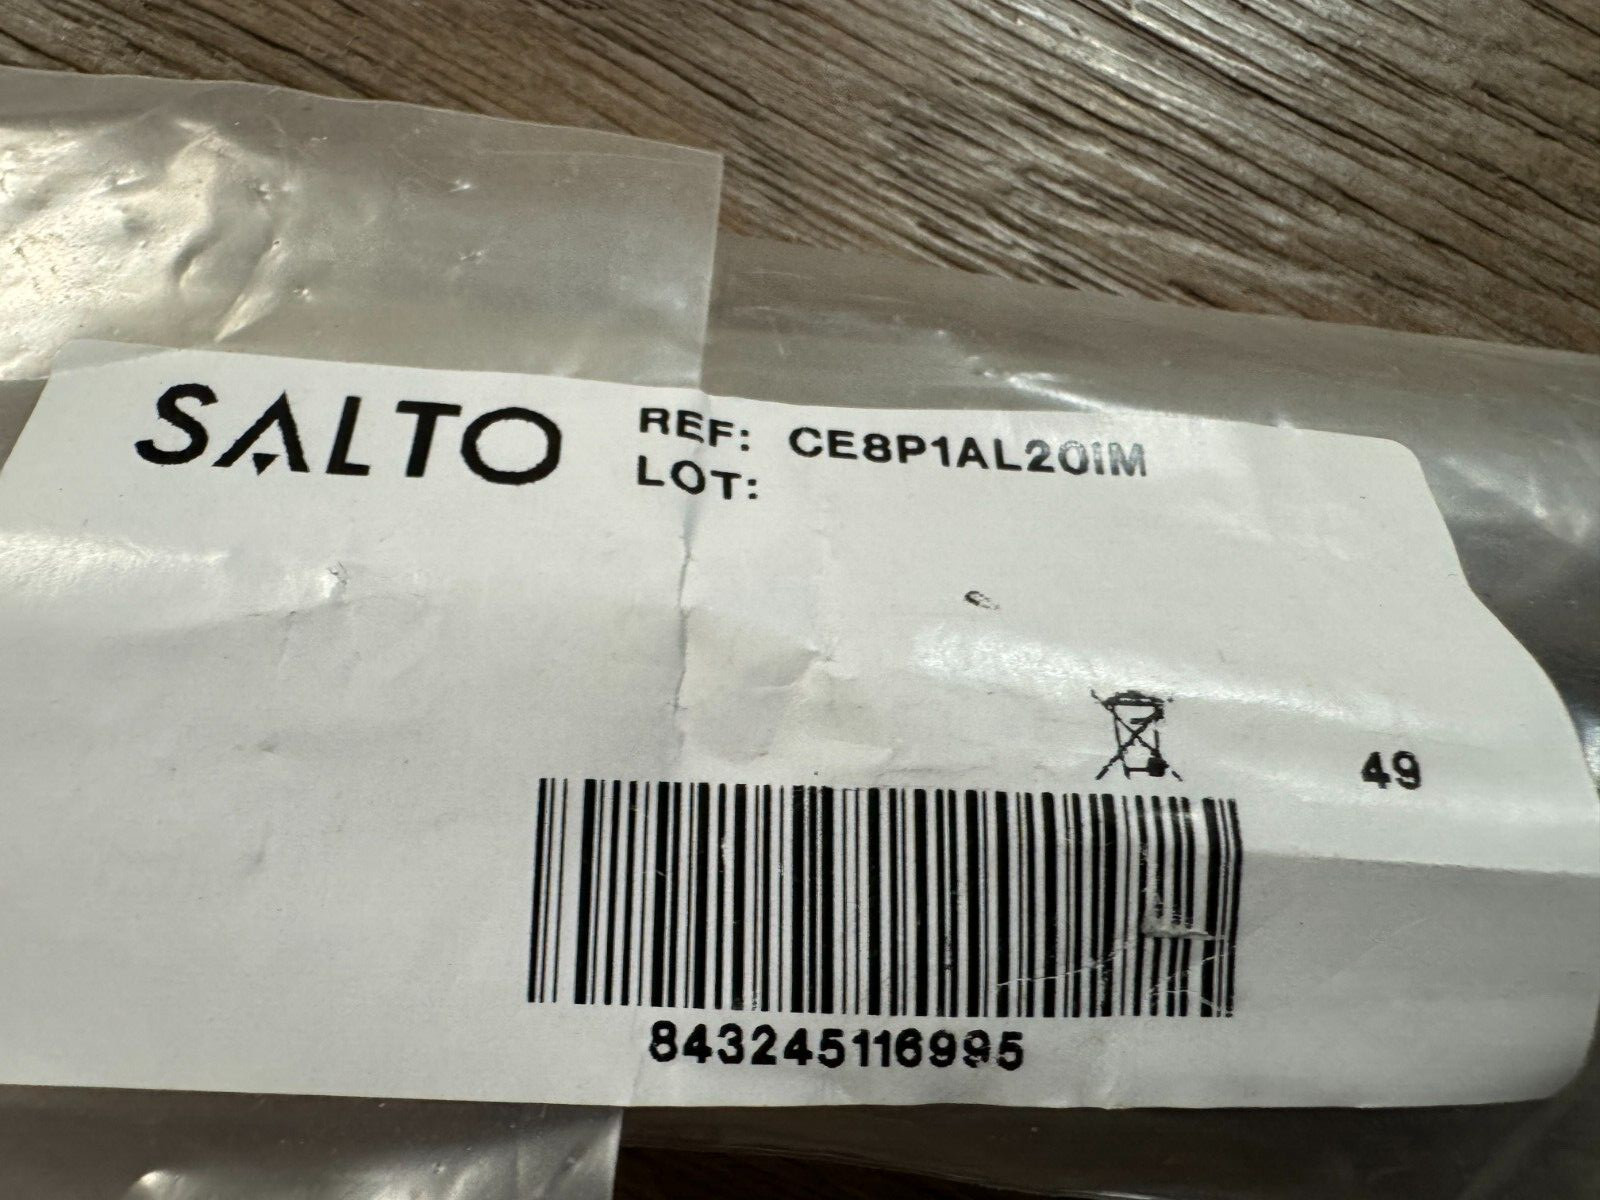 SALTO
REF: CE8P1AL20IM
LOT:
49
843245116995